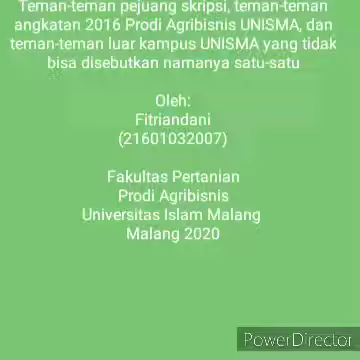 Teman-teman pejuang skripsi, teman-teman
angkatan 2016 Prodi Agribisnis UNISMA, dan
teman-teman luar kampus UNISMA yang tidak
bisa disebutkan namanya satu-satu
Oleh:
Fitriandani
(21601032007)
Fakultas Pertanian
Prodi Agribisnis
Universitas Islam Malang
Malang 2020
PowerDirector